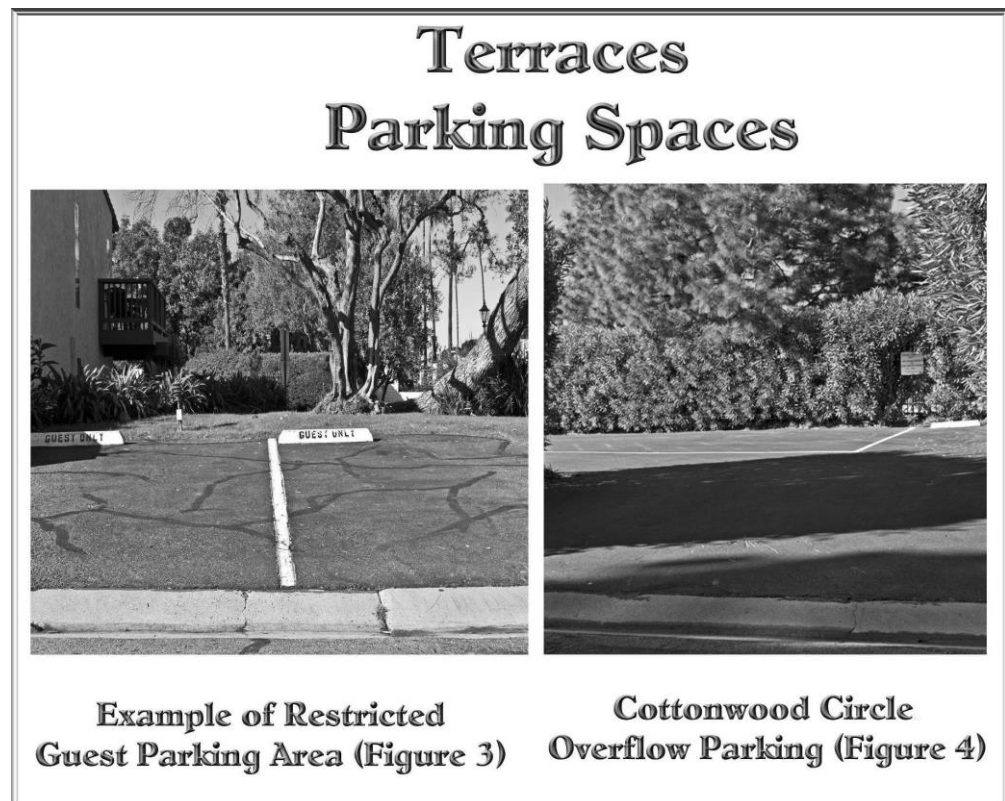 Terraces
Parking Spaces
GUEST ONLY
GUEST ONLY
Example of Restricted
Guest Parking Area (Figure 3)
Cottonwood Circle
Overflow Parking (Figure 4)